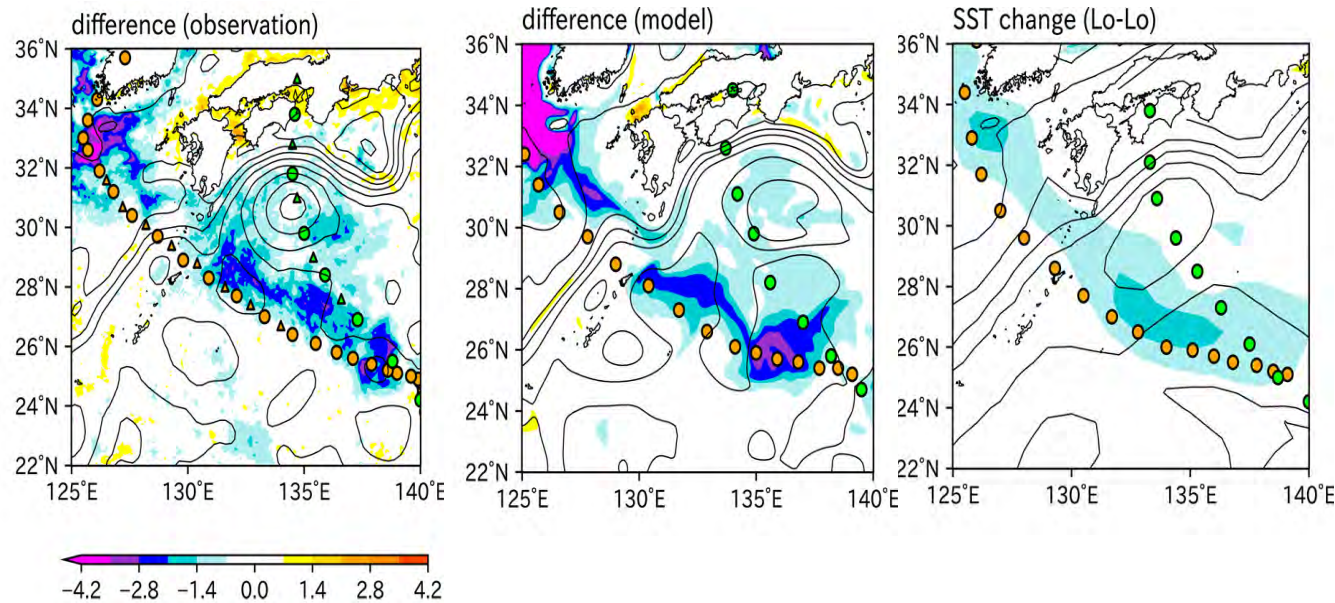 difference (observation)
difference (model)
SST change (Lo-Lo)
36°N
34°N
32°N
30°N
28°N
26°N
24°N
22°N
125°E
130°E
135°E
140°E
36°N
34°N
32°N
30°N
28°N
26°N
24°N
22°N
125°E
130°E
135°E
140°E
36°N
34°N
32°N
30°N
28°N
26°N
24°N
22°N
125°E
130°E
135°E
140°E
−4.2 −2.8 −1.4 0.0 1.4 2.8 4.2